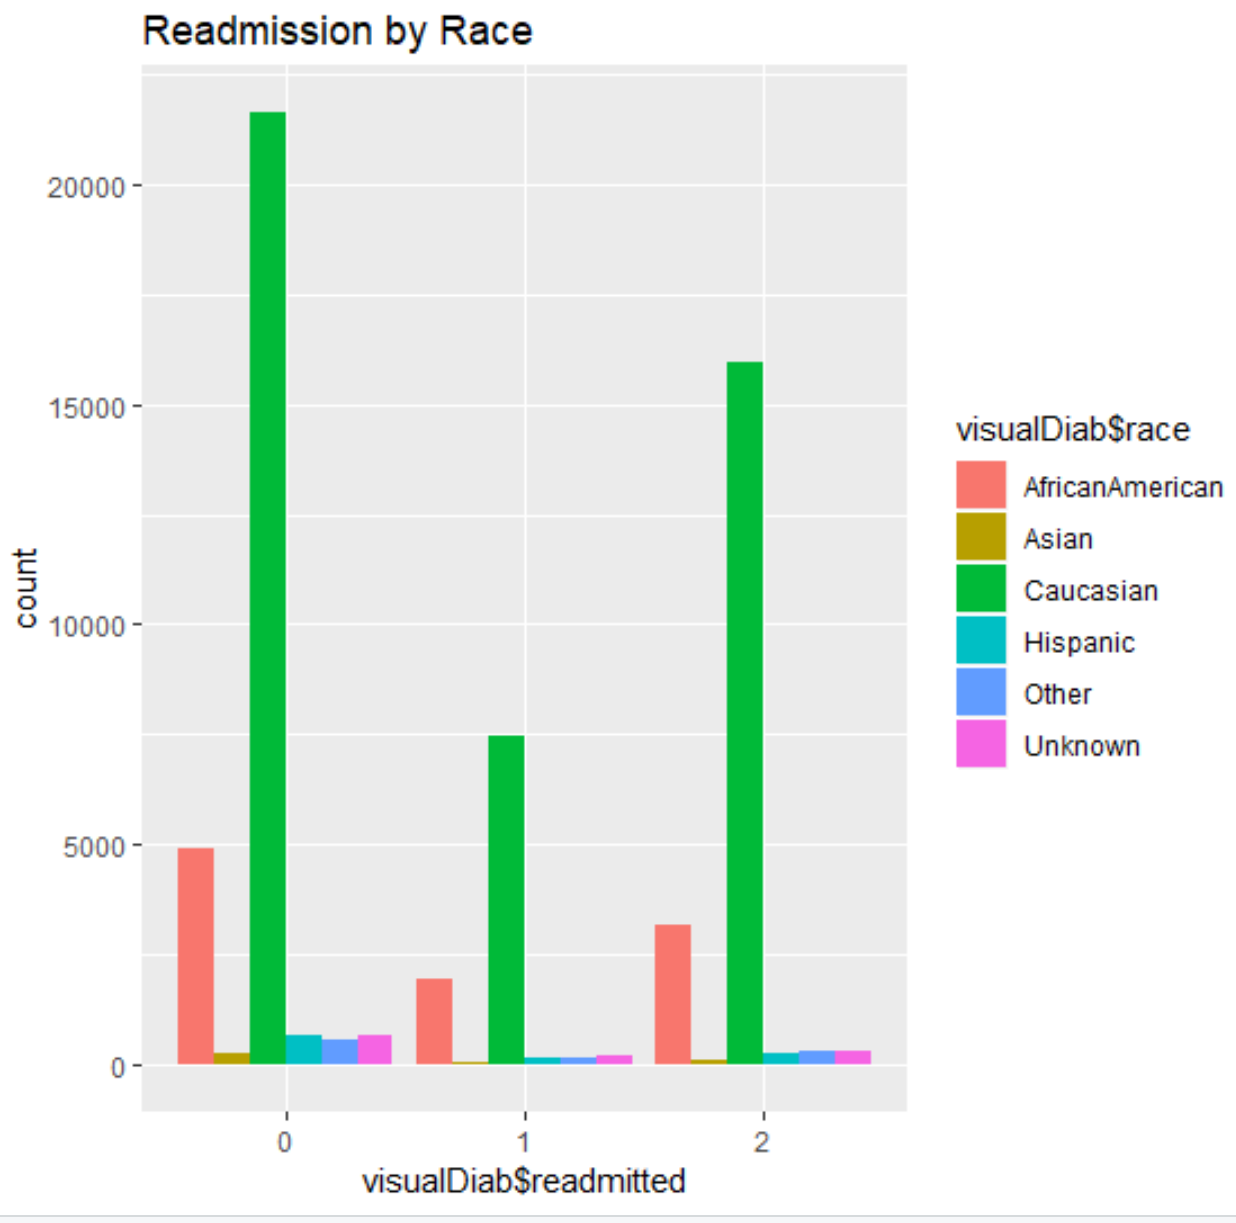 Readmission by Race
20000
15000
10000
5000
0
count
0 1 2
visualDiab$readmitted
visualDiab$race
AfricanAmerican
Asian
Caucasian
Hispanic
Other
Unknown